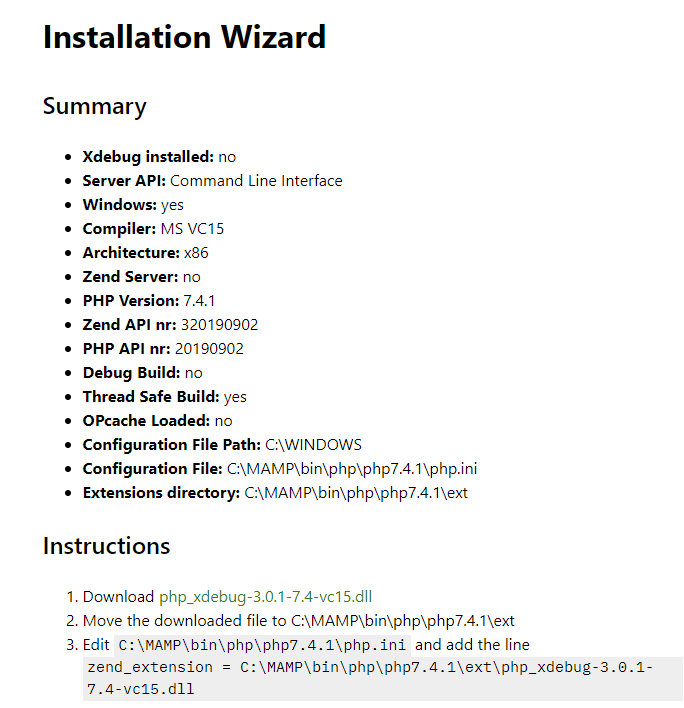 Installation Wizard
Summary
Xdebug installed: no
Server API: Command Line Interface
Windows: yes
Compiler: MS VC15
Architecture: x86
Zend Server: no
PHP Version: 7.4.1
Zend API nr: 320190902
PHP API nr: 20190902
Debug Build: no
Thread Safe Build: yes
OPcache Loaded: no
Configuration File Path: C:\WINDOWS
Configuration File: C:\MAMP\bin\php\php7.4.1\php.ini
Extensions directory: C:\MAMP\bin\php\php7.4.1\ext
Instructions
1. Download php_xdebug-3.0.1-7.4-vc15.dll
2. Move the downloaded file to C:\MAMP\bin\php\php7.4.1\ext
3. Edit C:\MAMP\bin\php\php7.4.1\php.ini and add the line
zend_extension = C:\MAMP\bin\php\php7.4.1\ext\php_xdebug-3.0.1-
7.4-vc15.dll